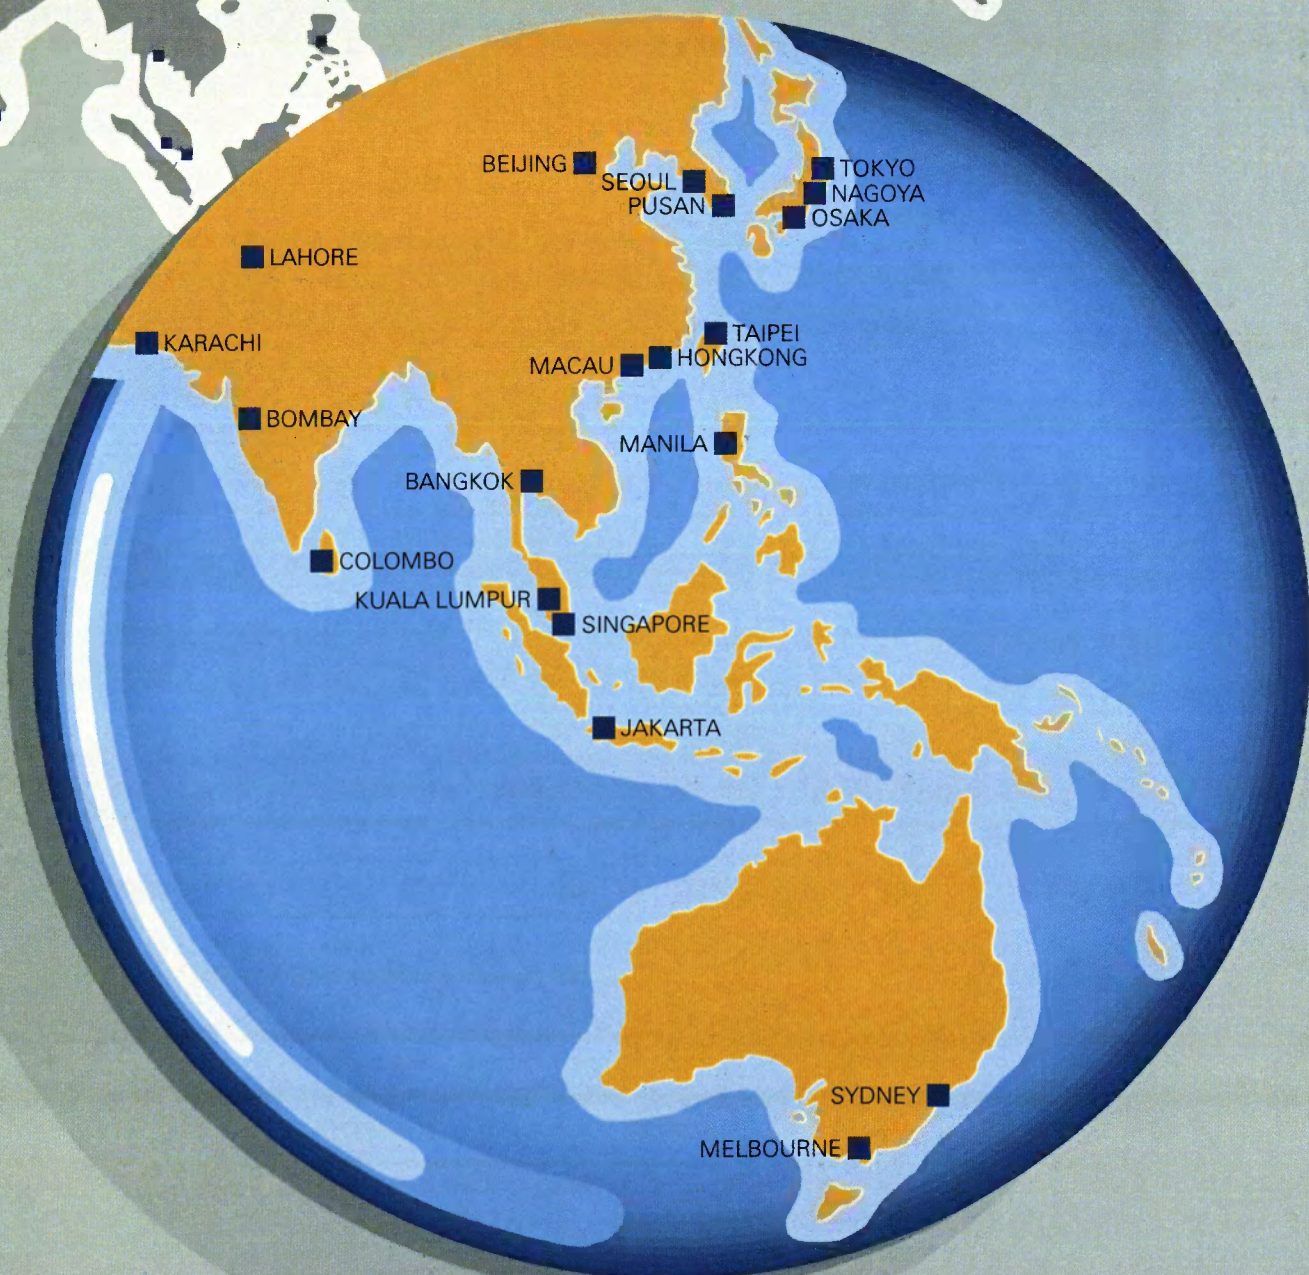 BEIJING
TOKYO
SEOUL
NAGOYA
PUSAN
OSAKA
LAHORE
TAIPEI
KARACHI
HONGKONG
MACAU
BOMBAY
MANILA
BANGKOK
COLOMBO
KUALA LUMPUR
SINGAPORE
JAKARTA
SYDNEY
MELBOURNE